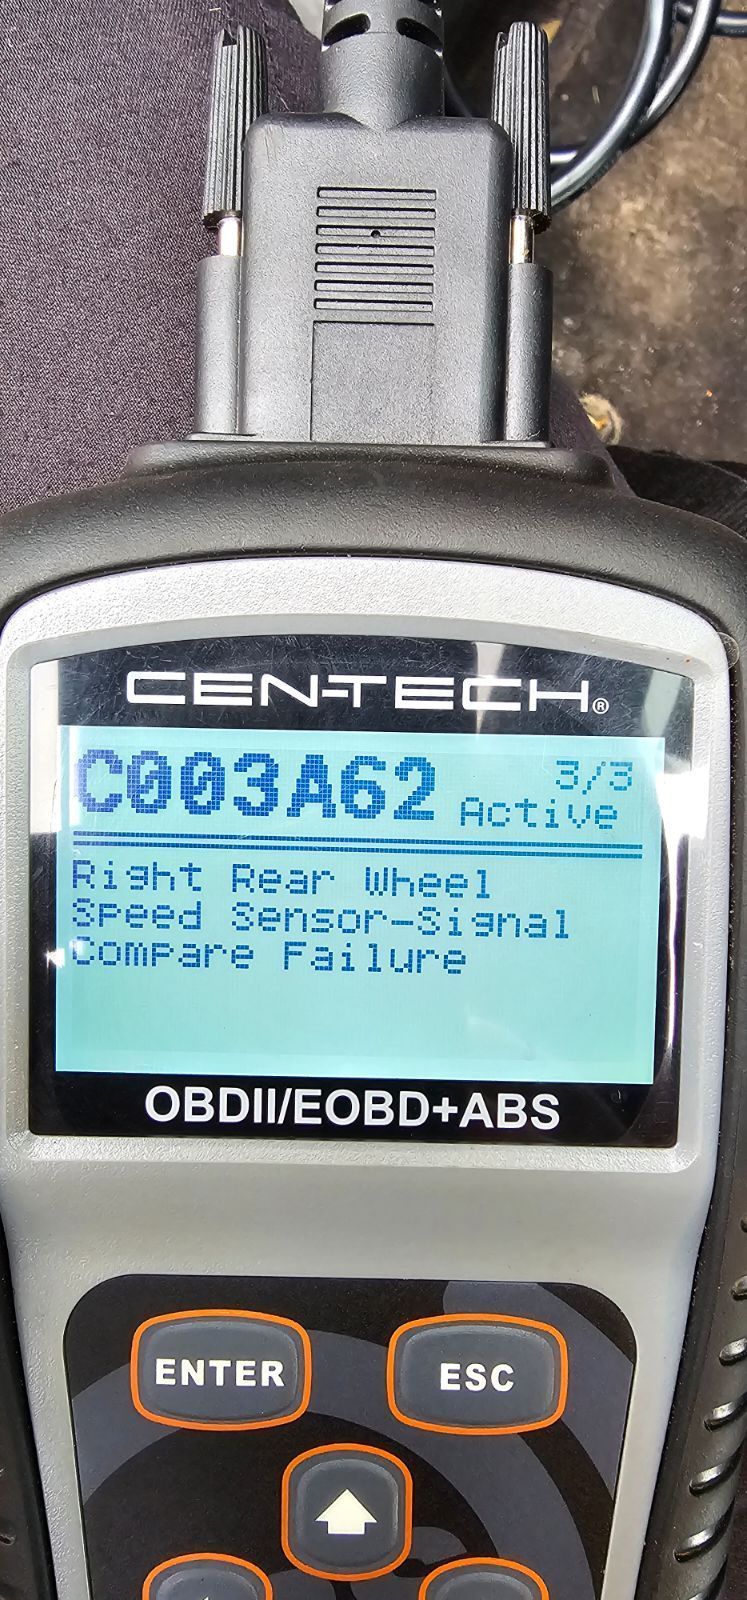 CEN-TECH®
C003A62
3/3
Active
Right Rear Wheel
Speed Sensor-Signal
Compare Failure
OBDII/EOBD+ABS
ENTER
ESC